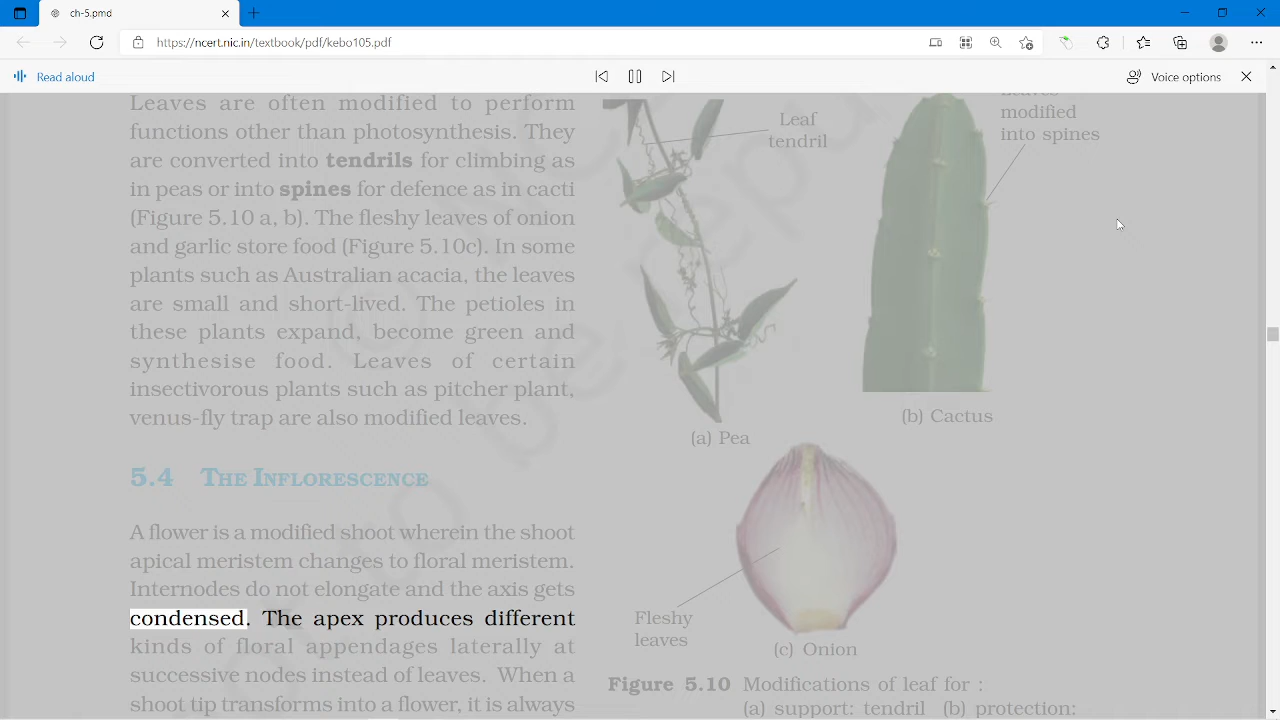 ch-5.pmd
https://ncert.nic.in/textbook/pdf/kebo105.pdf
Read aloud
Voice options
Leaves are often modified to perform
functions other than photosynthesis. They
are converted into tendrils for climbing as
in peas or into spines for defence as in cacti
(Figure 5.10 a, b). The fleshy leaves of onion
and garlic store food (Figure 5.10c). In some
plants such as Australian acacia, the leaves
are small and short-lived. The petioles in
these plants expand, become green and
synthesise food. Leaves of certain
insectivorous plants such as pitcher plant,
venus-fly trap are also modified leaves.
5.4 THE INFLORESCENCE
A flower is a modified shoot wherein the shoot
apical meristem changes to floral meristem.
Internodes do not elongate and the axis gets
condensed. The apex produces different
kinds of floral appendages laterally at
successive nodes instead of leaves. When a
shoot tip transforms into a flower, it is always
Leaf
tendril
Leaves
modified
into spines
(a) Pea
(b) Cactus
Fleshy
leaves
(c) Onion
Figure 5.10 Modifications of leaf for :
(a) support: tendril (b) protection: